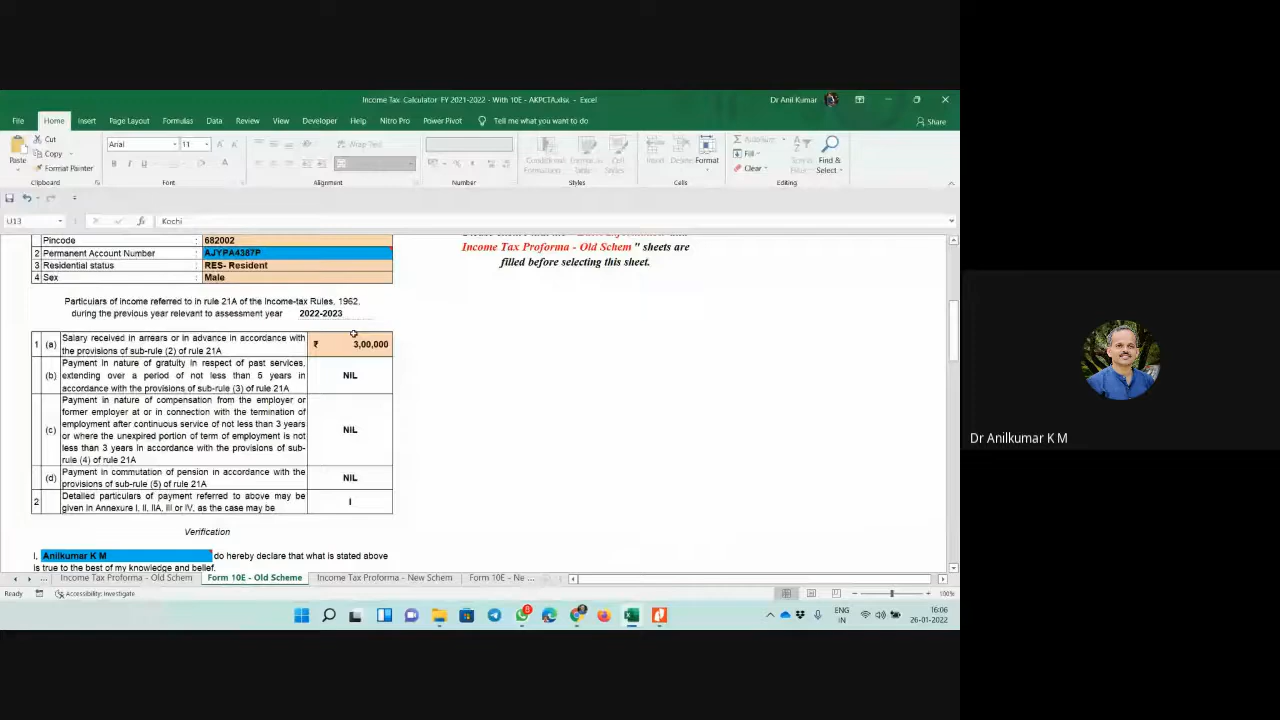 Income Tax Calculator FY 2021-2022 - With 10E - AKPCTA.xlsx - Excel
Dr Anil Kumar
File Home Insert Page Layout Formulas Data Review View Developer Help Nitro Pro Power Pivot Tell me what you want to do Share
Cut
Copy
Format Painter
Paste
Clipboard
Arial 11
Font
Wrap Text
Alignment
Number
Conditional Formatting
Format as Table
Cell Styles
Styles
Insert Delete Format
Cells
AutoSum
Fill
Clear
Sort & Filter
Find & Select
Editing
U13 Kochi
Pincode : 682002
2 Permanent Account Number : AJYPA4387P
3 Residential status : RES- Resident
4 Sex : Male
Income Tax Proforma - Old Schem " sheets are
filled before selecting this sheet.
Particulars of income referred to in rule 21A of the Income-tax Rules, 1962,
during the previous year relevant to assessment year 2022-2023
1 (a) Salary received in arrears or in advance in accordance with
the provisions of sub-rule (2) of rule 21A ₹ 3,00,000
(b) Payment in nature of gratuity in respect of past services,
extending over a period of not less than 5 years in
accordance with the provisions of sub-rule (3) of rule 21A NIL
(c) Payment in nature of compensation from the employer or
former employer at or in connection with the termination of
employment after continuous service of not less than 3 years
or where the unexpired portion of term of employment is not
less than 3 years in accordance with the provisions of sub-
rule (4) of rule 21A NIL
(d) Payment in commutation of pension in accordance with the
provisions of sub-rule (5) of rule 21A NIL
2 Detailed particulars of payment referred to above may be
given in Annexure I, II, IIA, III or IV, as the case may be I
Verification
I, Anilkumar K M do hereby declare that what is stated above
is true to the best of my knowledge and belief.
Income Tax Proforma - Old Schem Form 10E - Old Scheme Income Tax Proforma - New Schem Form 10E - Ne ...
Ready Accessibility: Investigate 100%
ENG
IN
16:06
26-01-2022
Dr Anilkumar K M